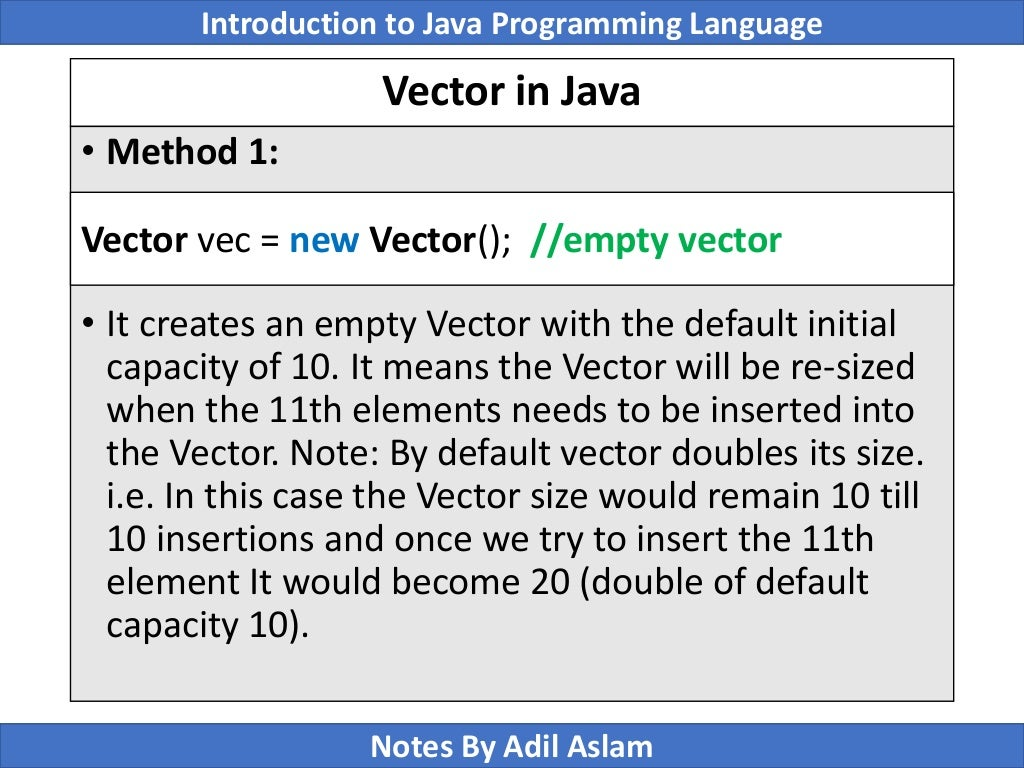 Introduction to Java Programming Language
Vector in Java
• Method 1:
Vector vec = new Vector();  //empty vector
• It creates an empty Vector with the default initial
capacity of 10. It means the Vector will be re-sized
when the 11th elements needs to be inserted into
the Vector. Note: By default vector doubles its size.
i.e. In this case the Vector size would remain 10 till
10 insertions and once we try to insert the 11th
element It would become 20 (double of default
capacity 10).
Notes By Adil Aslam